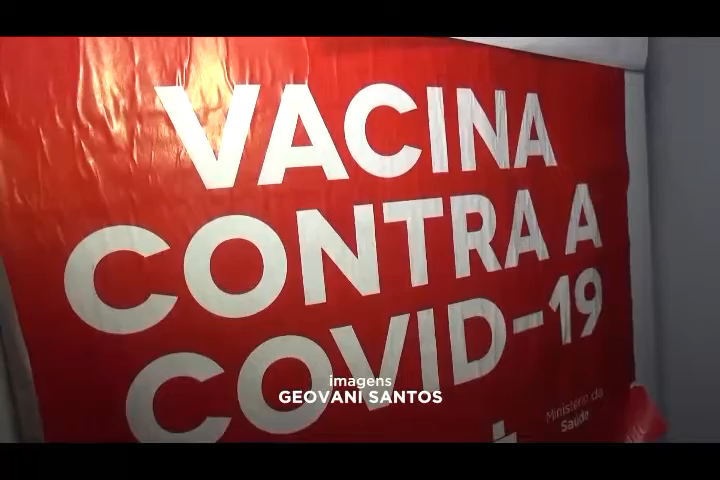 VACINA
CONTRA A
COVID-19
imagens
GEOVANI SANTOS
Ministério da
Saúde